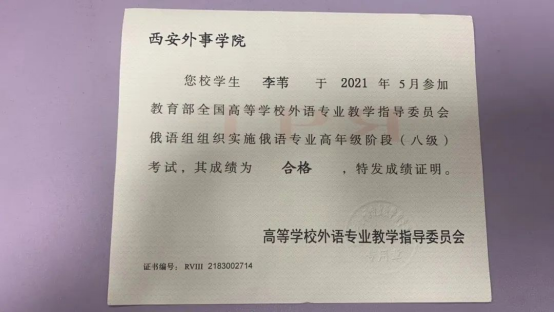 西安外事学院
您校学生 李苇 于 2021 年 5 月参加
教育部全国高等学校外语专业教学指导委员会
俄语组组织实施俄语专业高年级阶段（八级）
考试，其成绩为 合格 ，特发成绩证明。
高等学校外语专业教学指导委员会
证书编号： RVIII 2183002714